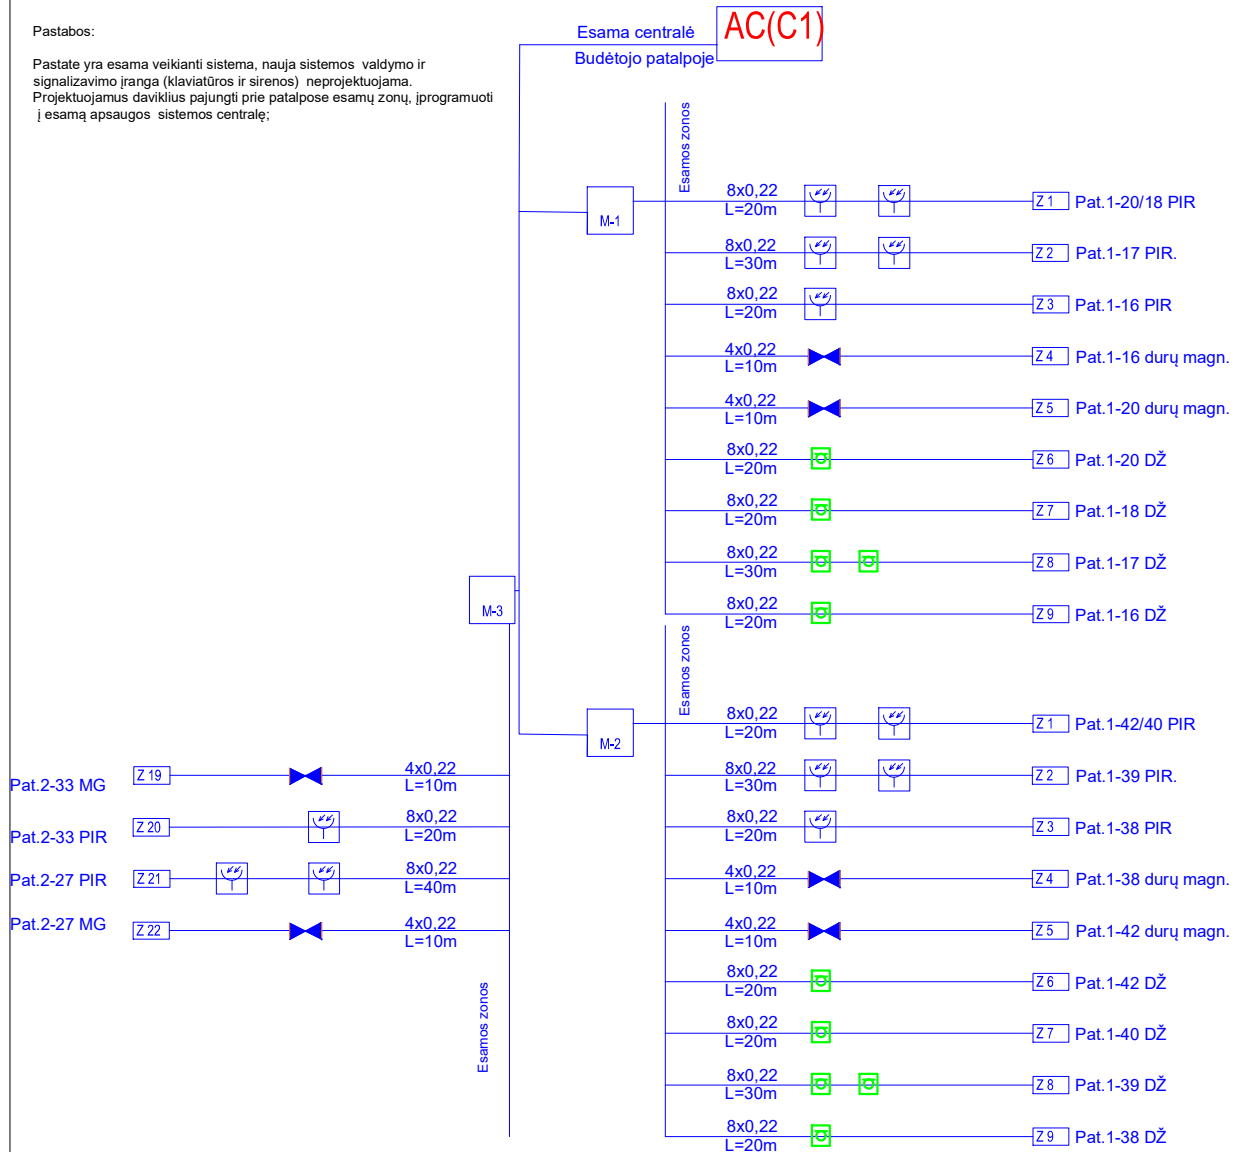 Pastabos:
Pastate yra esama veikianti sistema, nauja sistemos valdymo ir
signalizavimo įranga (klaviatūros ir sirenos) neprojektuojama.
Projektuojamus daviklius pajungti prie patalpose esamų zonų, įprogramuoti
į esamą apsaugos sistemos centralę;
Esama centralė
Budėtojo patalpoje
AC(C1)
M-1
Esamos zonos
8x0,22
L=20m
Z 1
Pat.1-20/18 PIR
8x0,22
L=30m
Z 2
Pat.1-17 PIR.
8x0,22
L=20m
Z 3
Pat.1-16 PIR
4x0,22
L=10m
Z 4
Pat.1-16 durų magn.
4x0,22
L=10m
Z 5
Pat.1-20 durų magn.
8x0,22
L=20m
Z 6
Pat.1-20 DŽ
8x0,22
L=20m
Z 7
Pat.1-18 DŽ
8x0,22
L=30m
Z 8
Pat.1-17 DŽ
8x0,22
L=20m
Z 9
Pat.1-16 DŽ
M-3
M-2
Esamos zonos
8x0,22
L=20m
Z 1
Pat.1-42/40 PIR
8x0,22
L=30m
Z 2
Pat.1-39 PIR.
8x0,22
L=20m
Z 3
Pat.1-38 PIR
4x0,22
L=10m
Z 4
Pat.1-38 durų magn.
4x0,22
L=10m
Z 5
Pat.1-42 durų magn.
8x0,22
L=20m
Z 6
Pat.1-42 DŽ
8x0,22
L=20m
Z 7
Pat.1-40 DŽ
8x0,22
L=30m
Z 8
Pat.1-39 DŽ
8x0,22
L=20m
Z 9
Pat.1-38 DŽ
Pat.2-33 MG
Z 19
4x0,22
L=10m
Pat.2-33 PIR
Z 20
8x0,22
L=20m
Pat.2-27 PIR
Z 21
8x0,22
L=40m
Pat.2-27 MG
Z 22
4x0,22
L=10m
Esamos zonos